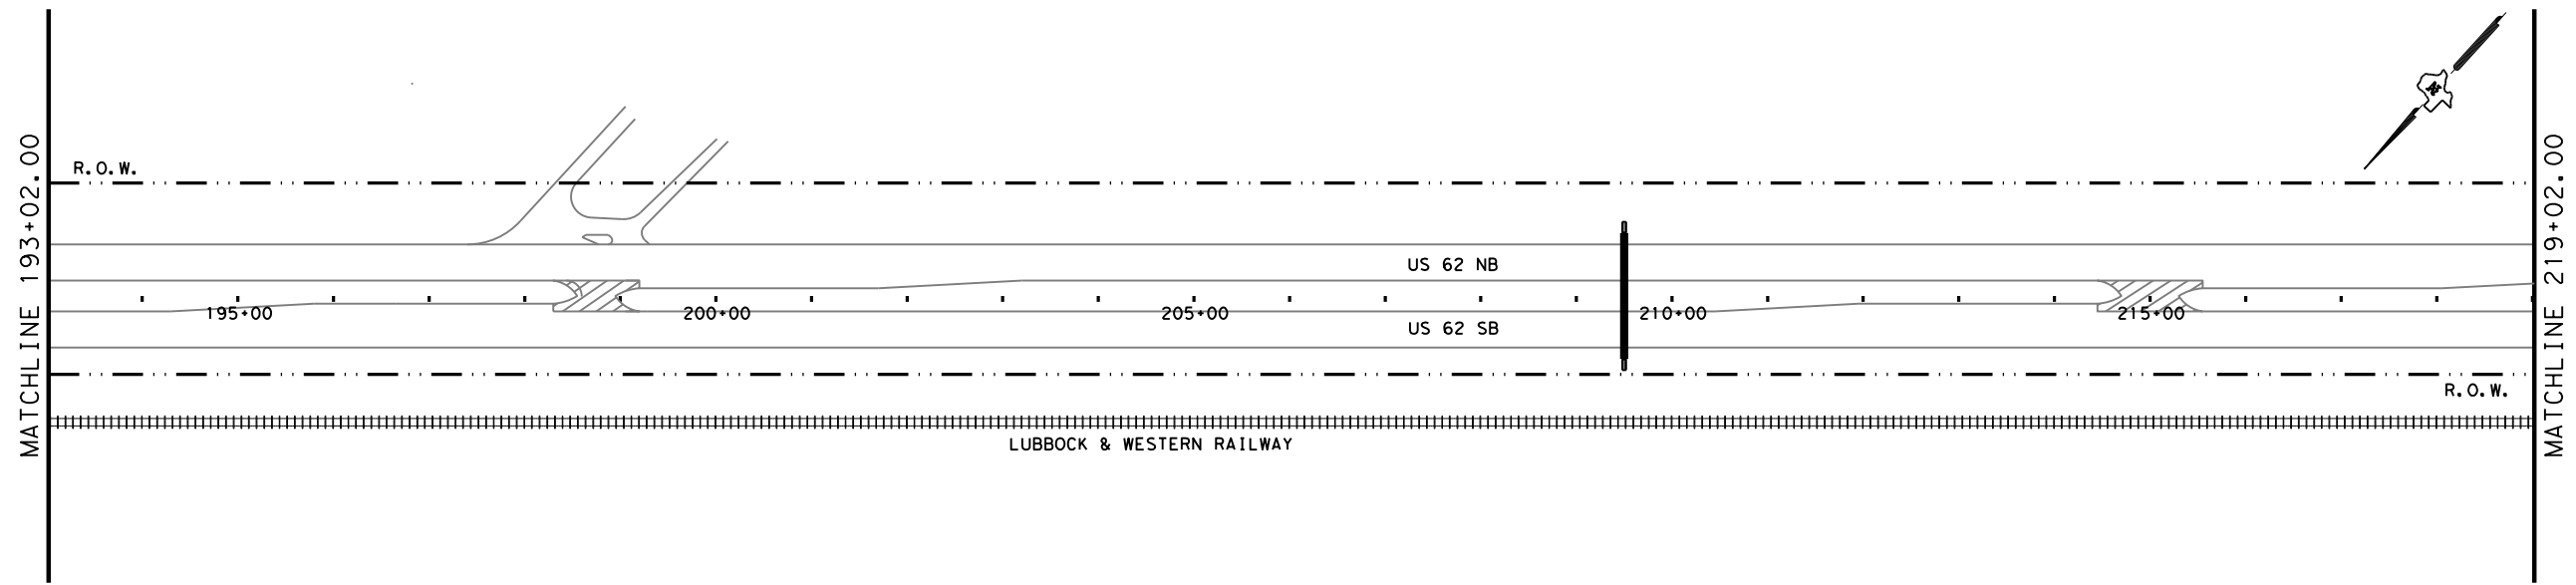 MATCHLINE 193+02.00
R.O.W.
US 62 NB
195+00
200+00
205+00
210+00
215+00
US 62 SB
R.O.W.
LUBBOCK & WESTERN RAILWAY
MATCHLINE 219+02.00